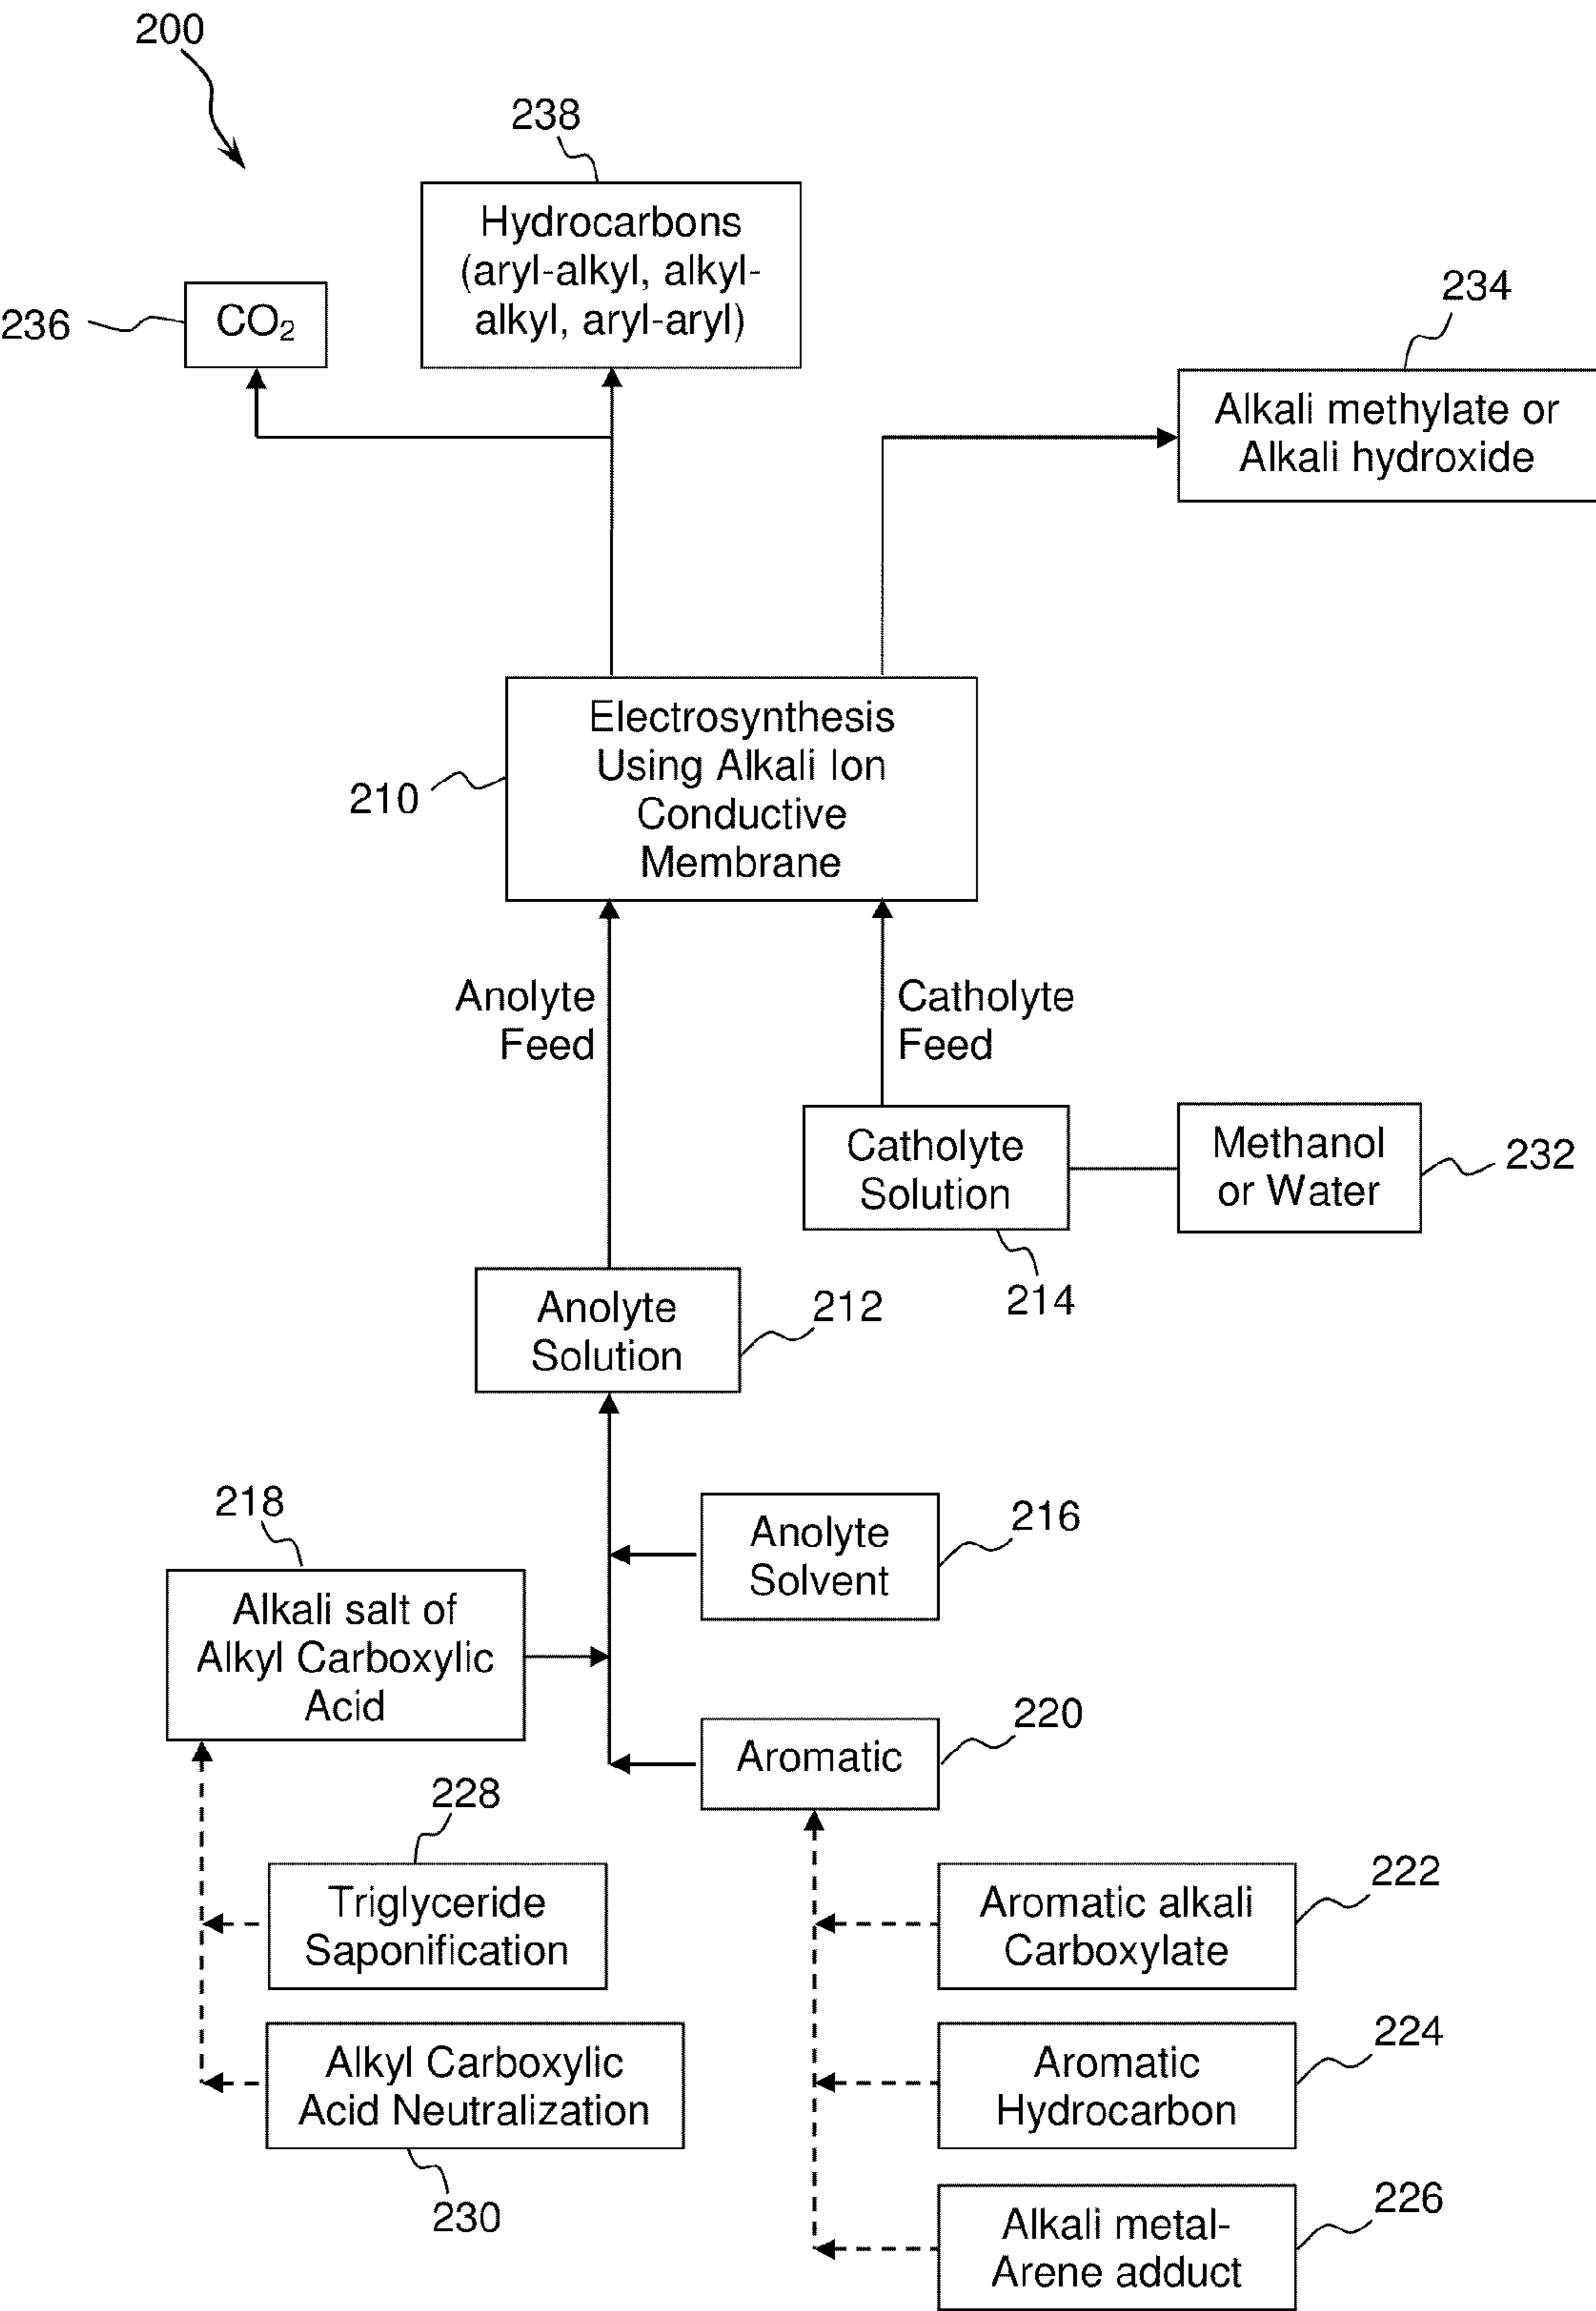 200
238
Hydrocarbons
(aryl-alkyl, alkyl-
alkyl, aryl-aryl)
236
CO₂
234
Alkali methylate or
Alkali hydroxide
210
Electrosynthesis
Using Alkali Ion
Conductive
Membrane
Anolyte
Feed
Catholyte
Feed
Catholyte
Solution
214
Methanol
or Water
232
Anolyte
Solution
212
218
Alkali salt of
Alkyl Carboxylic
Acid
Anolyte
Solvent
216
Aromatic
220
228
Triglyceride
Saponification
Alkyl Carboxylic
Acid Neutralization
230
Aromatic alkali
Carboxylate
222
Aromatic
Hydrocarbon
224
Alkali metal-
Arene adduct
226